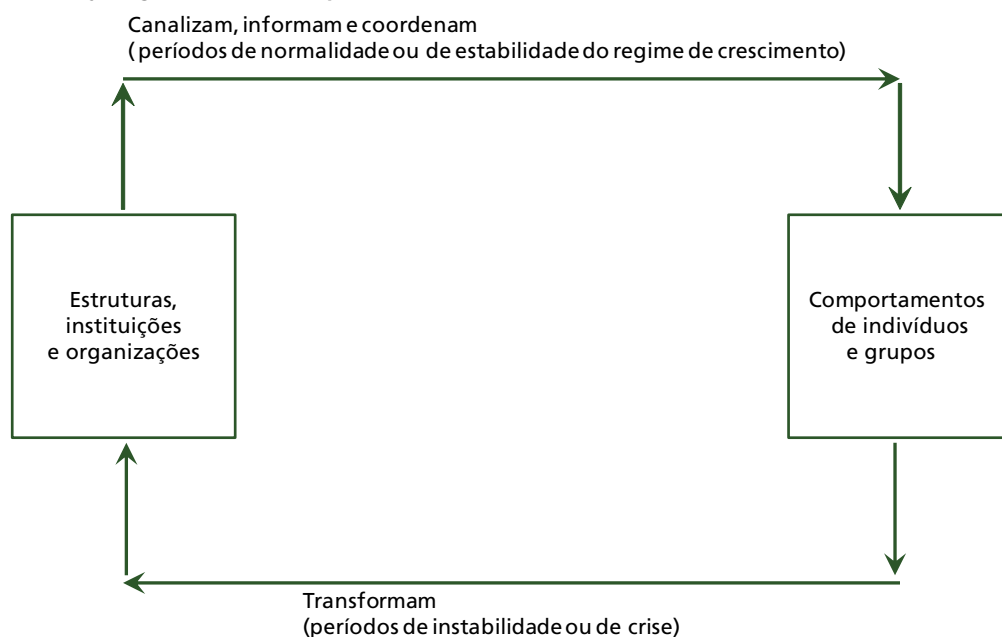 Canalizam, informam e coordenam
(períodos de normalidade ou de estabilidade do regime de crescimento)
Estruturas,
instituições
e organizações
Comportamentos
de indivíduos
e grupos
Transformam
(períodos de instabilidade ou de crise)